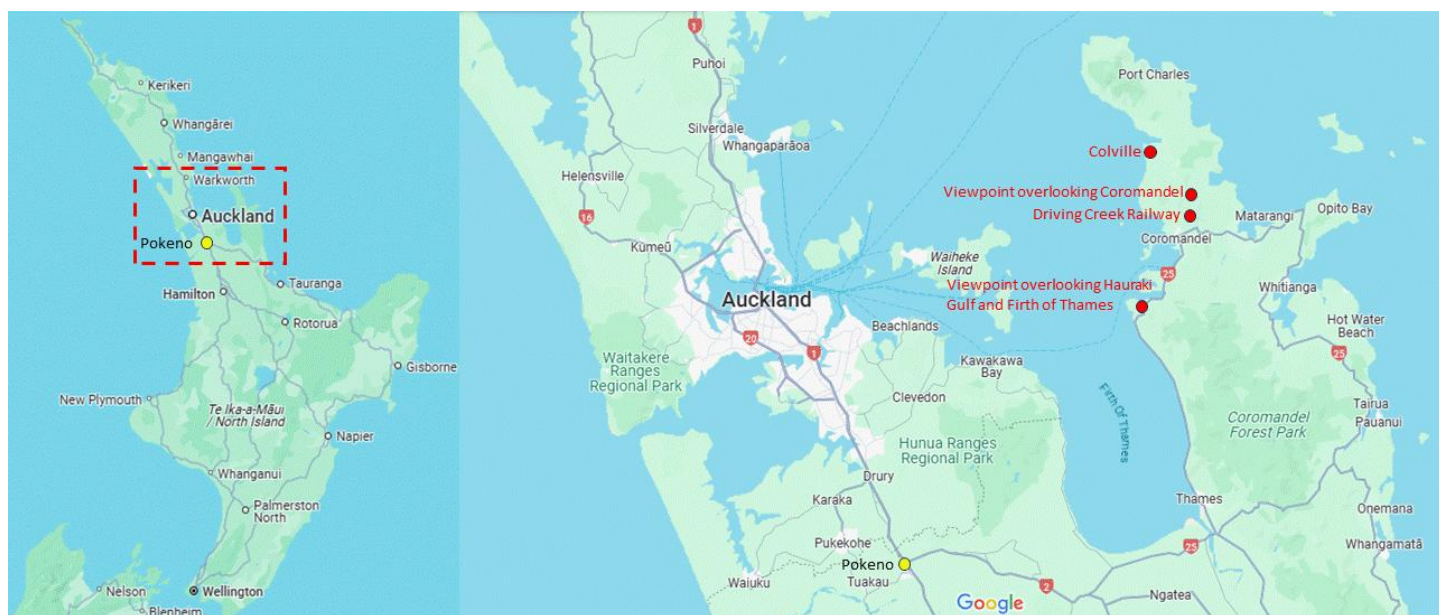 Kerikeri
Whangārei
Mangawhai
Warkworth
Auckland
Pokeno
Tauranga
Hamilton
Rotorua
Gisborne
New Plymouth
Te Ika-a-Māui
/ North Island
Napier
Whanganui
Palmerston
North
Nelson
Wellington
Blenheim
1
Puhoi
Port Charles
Silverdale
Whangaparāoa
Colville
Helensville
Viewpoint overlooking Coromandel
Driving Creek Railway
Matarangi
Opito Bay
16
Kumeū
Coromandel
Waiheke
Island
25
Viewpoint overlooking Hauraki
Gulf and Firth of Thames
Whitianga
Auckland
Beachlands
Hot Water
Beach
20
1
25
Waitakere
Ranges
Regional Park
Kawakawa
Bay
Clevedon
Firth Of Thames
Coromandel
Forest Park
Tairua
Pauanui
Hunua Ranges
Regional Park
Drury
Karaka
Thames
Onemana
Pukekohe
25
Whangamatā
Pokeno
Waiuku
Tuakau
2
Ngatea
Google